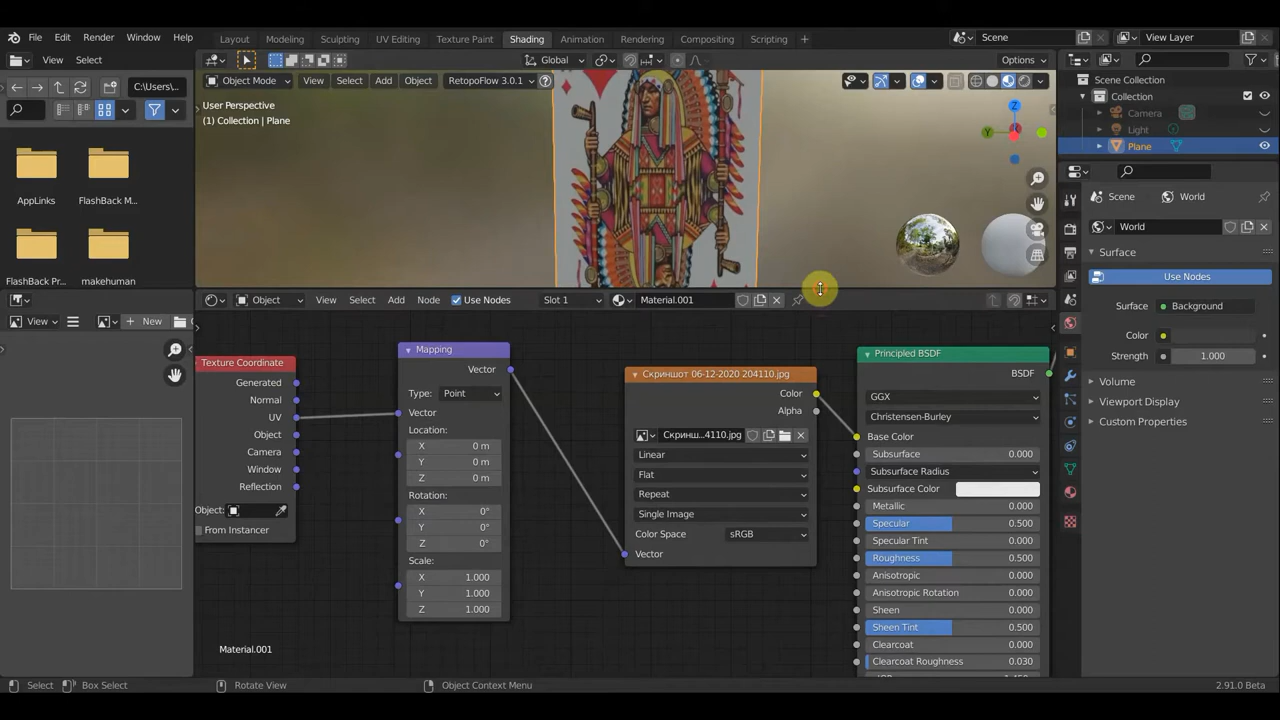 File Edit Render Window Help Layout Modeling Sculpting UV Editing Texture Paint Shading Animation Rendering Compositing Scripting + Scene View Layer
View Select Global Options
C:\Users\... Object Mode View Select Add Object RetopoFlow 3.0.1
User Perspective
(1) Collection | Plane
Z
Y
Scene Collection
Collection
Camera
Light
Plane
AppLinks
FlashBack M...
FlashBack Pr...
makehuman
Scene World
World
Surface
Use Nodes
Surface: Background
Color
Strength 1.000
Volume
Viewport Display
Custom Properties
Object View Select Add Node Use Nodes Slot 1 Material.001
View New
Texture Coordinate
Generated
Normal
UV
Object
Camera
Window
Reflection
Object:
From Instancer
Mapping
Vector
Type: Point
Vector
Location:
X 0 m
Y 0 m
Z 0 m
Rotation:
X 0°
Y 0°
Z 0°
Scale:
X 1.000
Y 1.000
Z 1.000
Скриншот 06-12-2020 204110.jpg
Color
Alpha
Скринш...4110.jpg
Linear
Flat
Repeat
Single Image
Color Space sRGB
Vector
Principled BSDF
BSDF
GGX
Christensen-Burley
Base Color
Subsurface 0.000
Subsurface Radius
Subsurface Color
Metallic 0.000
Specular 0.500
Specular Tint 0.000
Roughness 0.500
Anisotropic 0.000
Anisotropic Rotation 0.000
Sheen 0.000
Sheen Tint 0.500
Clearcoat 0.000
Clearcoat Roughness 0.030
Material.001
Select Box Select Rotate View Object Context Menu 2.91.0 Beta